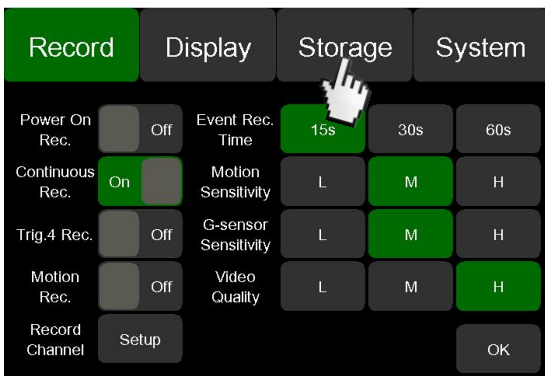 Record Display Storage System
Power On Rec. Off Event Rec. Time 15s 30s 60s
Continuous Rec. On Motion Sensitivity L M H
Trig.4 Rec. Off G-sensor Sensitivity L M H
Motion Rec. Off Video Quality L M H
Record Channel Setup OK